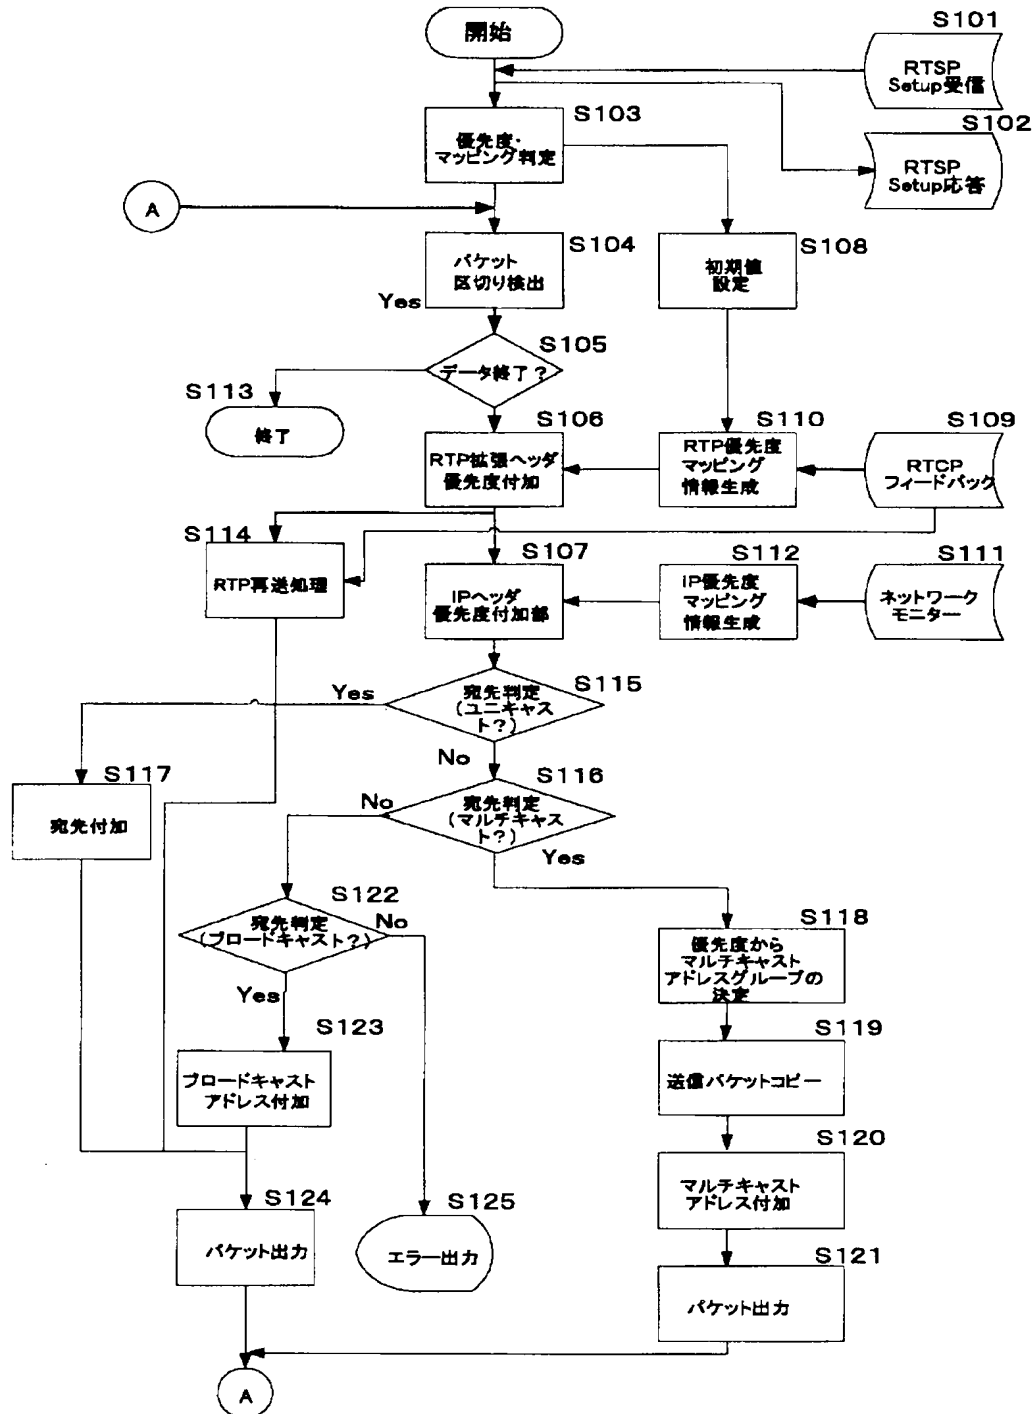 開始
S101
RTSP
Setup受信
S103
優先度・
マッピング判定
S102
RTSP
Setup応答
A
S104
パケット
区切り検出
S108
初期値
設定
Yes
S105
データ終了？
S113
終了
S106
RTP拡張ヘッダ
優先度付加
S110
RTP優先度
マッピング
情報生成
S109
RTCP
フィードバック
S114
RTP再送処理
S107
IPヘッダ
優先度付加部
S112
IP優先度
マッピング
情報生成
S111
ネットワーク
モニター
S115
宛先判定
(ユニキャス
ト？)
Yes
No
S116
宛先判定
(マルチキャス
ト？)
No
Yes
S117
宛先付加
S122
宛先判定
(ブロードキャスト？)
No
Yes
S118
優先度から
マルチキャスト
アドレスグループの
決定
S123
ブロードキャスト
アドレス付加
S119
送信パケットコピー
S120
マルチキャスト
アドレス付加
S124
パケット出力
S125
エラー出力
S121
パケット出力
A